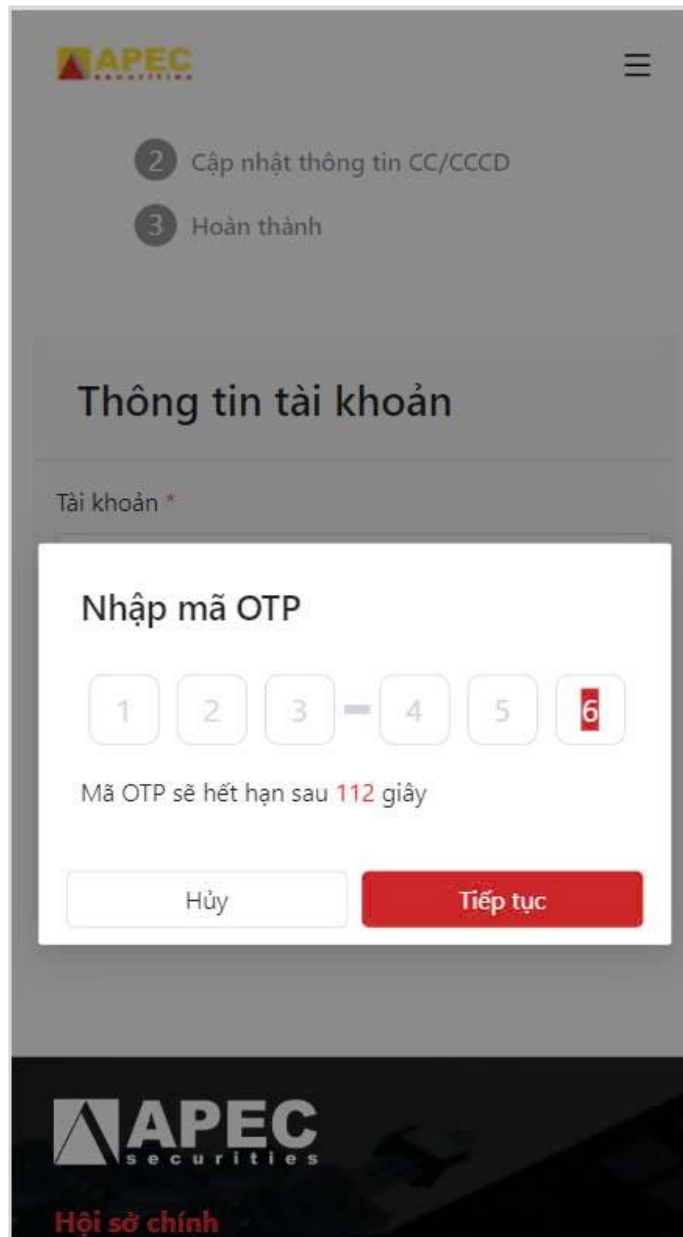 APEC
securities
2 Cập nhật thông tin CC/CCCD
3 Hoàn thành
Thông tin tài khoản
Tài khoản *
Nhập mã OTP
1 2 3 - 4 5 6
Mã OTP sẽ hết hạn sau 112 giây
Hủy Tiếp tục
APEC
securities
Hội sở chính